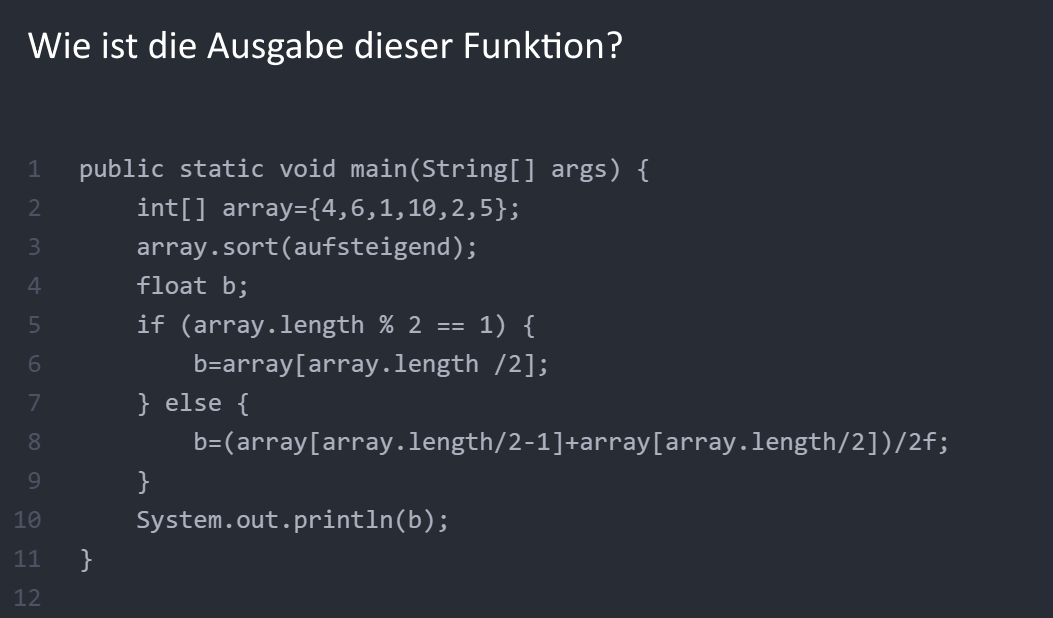 Wie ist die Ausgabe dieser Funktion?
1 public static void main(String[] args) {
2     int[] array={4,6,1,10,2,5};
3     array.sort(aufsteigend);
4     float b;
5     if (array.length % 2 == 1) {
6         b=array[array.length /2];
7     } else {
8         b=(array[array.length/2-1]+array[array.length/2])/2f;
9     }
10     System.out.println(b);
11 }
12